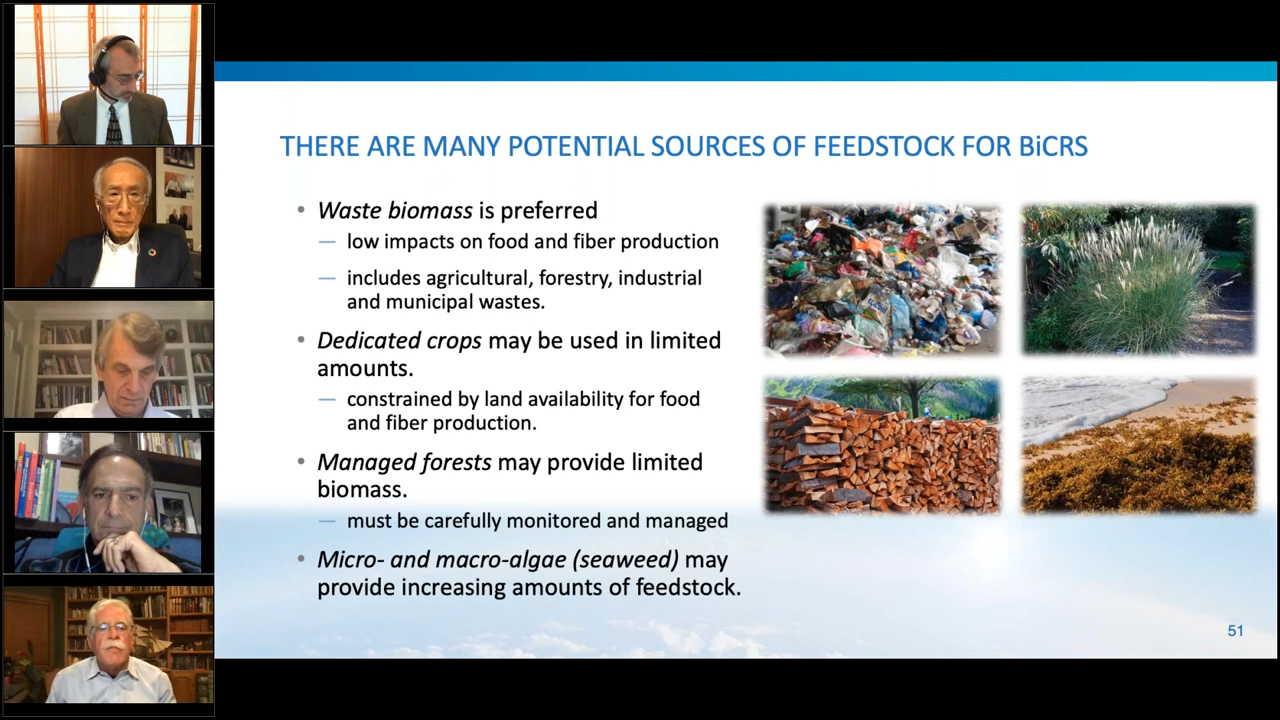 THERE ARE MANY POTENTIAL SOURCES OF FEEDSTOCK FOR BiCRS
• Waste biomass is preferred
— low impacts on food and fiber production
— includes agricultural, forestry, industrial
and municipal wastes.
• Dedicated crops may be used in limited
amounts.
— constrained by land availability for food
and fiber production.
• Managed forests may provide limited
biomass.
— must be carefully monitored and managed
• Micro- and macro-algae (seaweed) may
provide increasing amounts of feedstock.
51